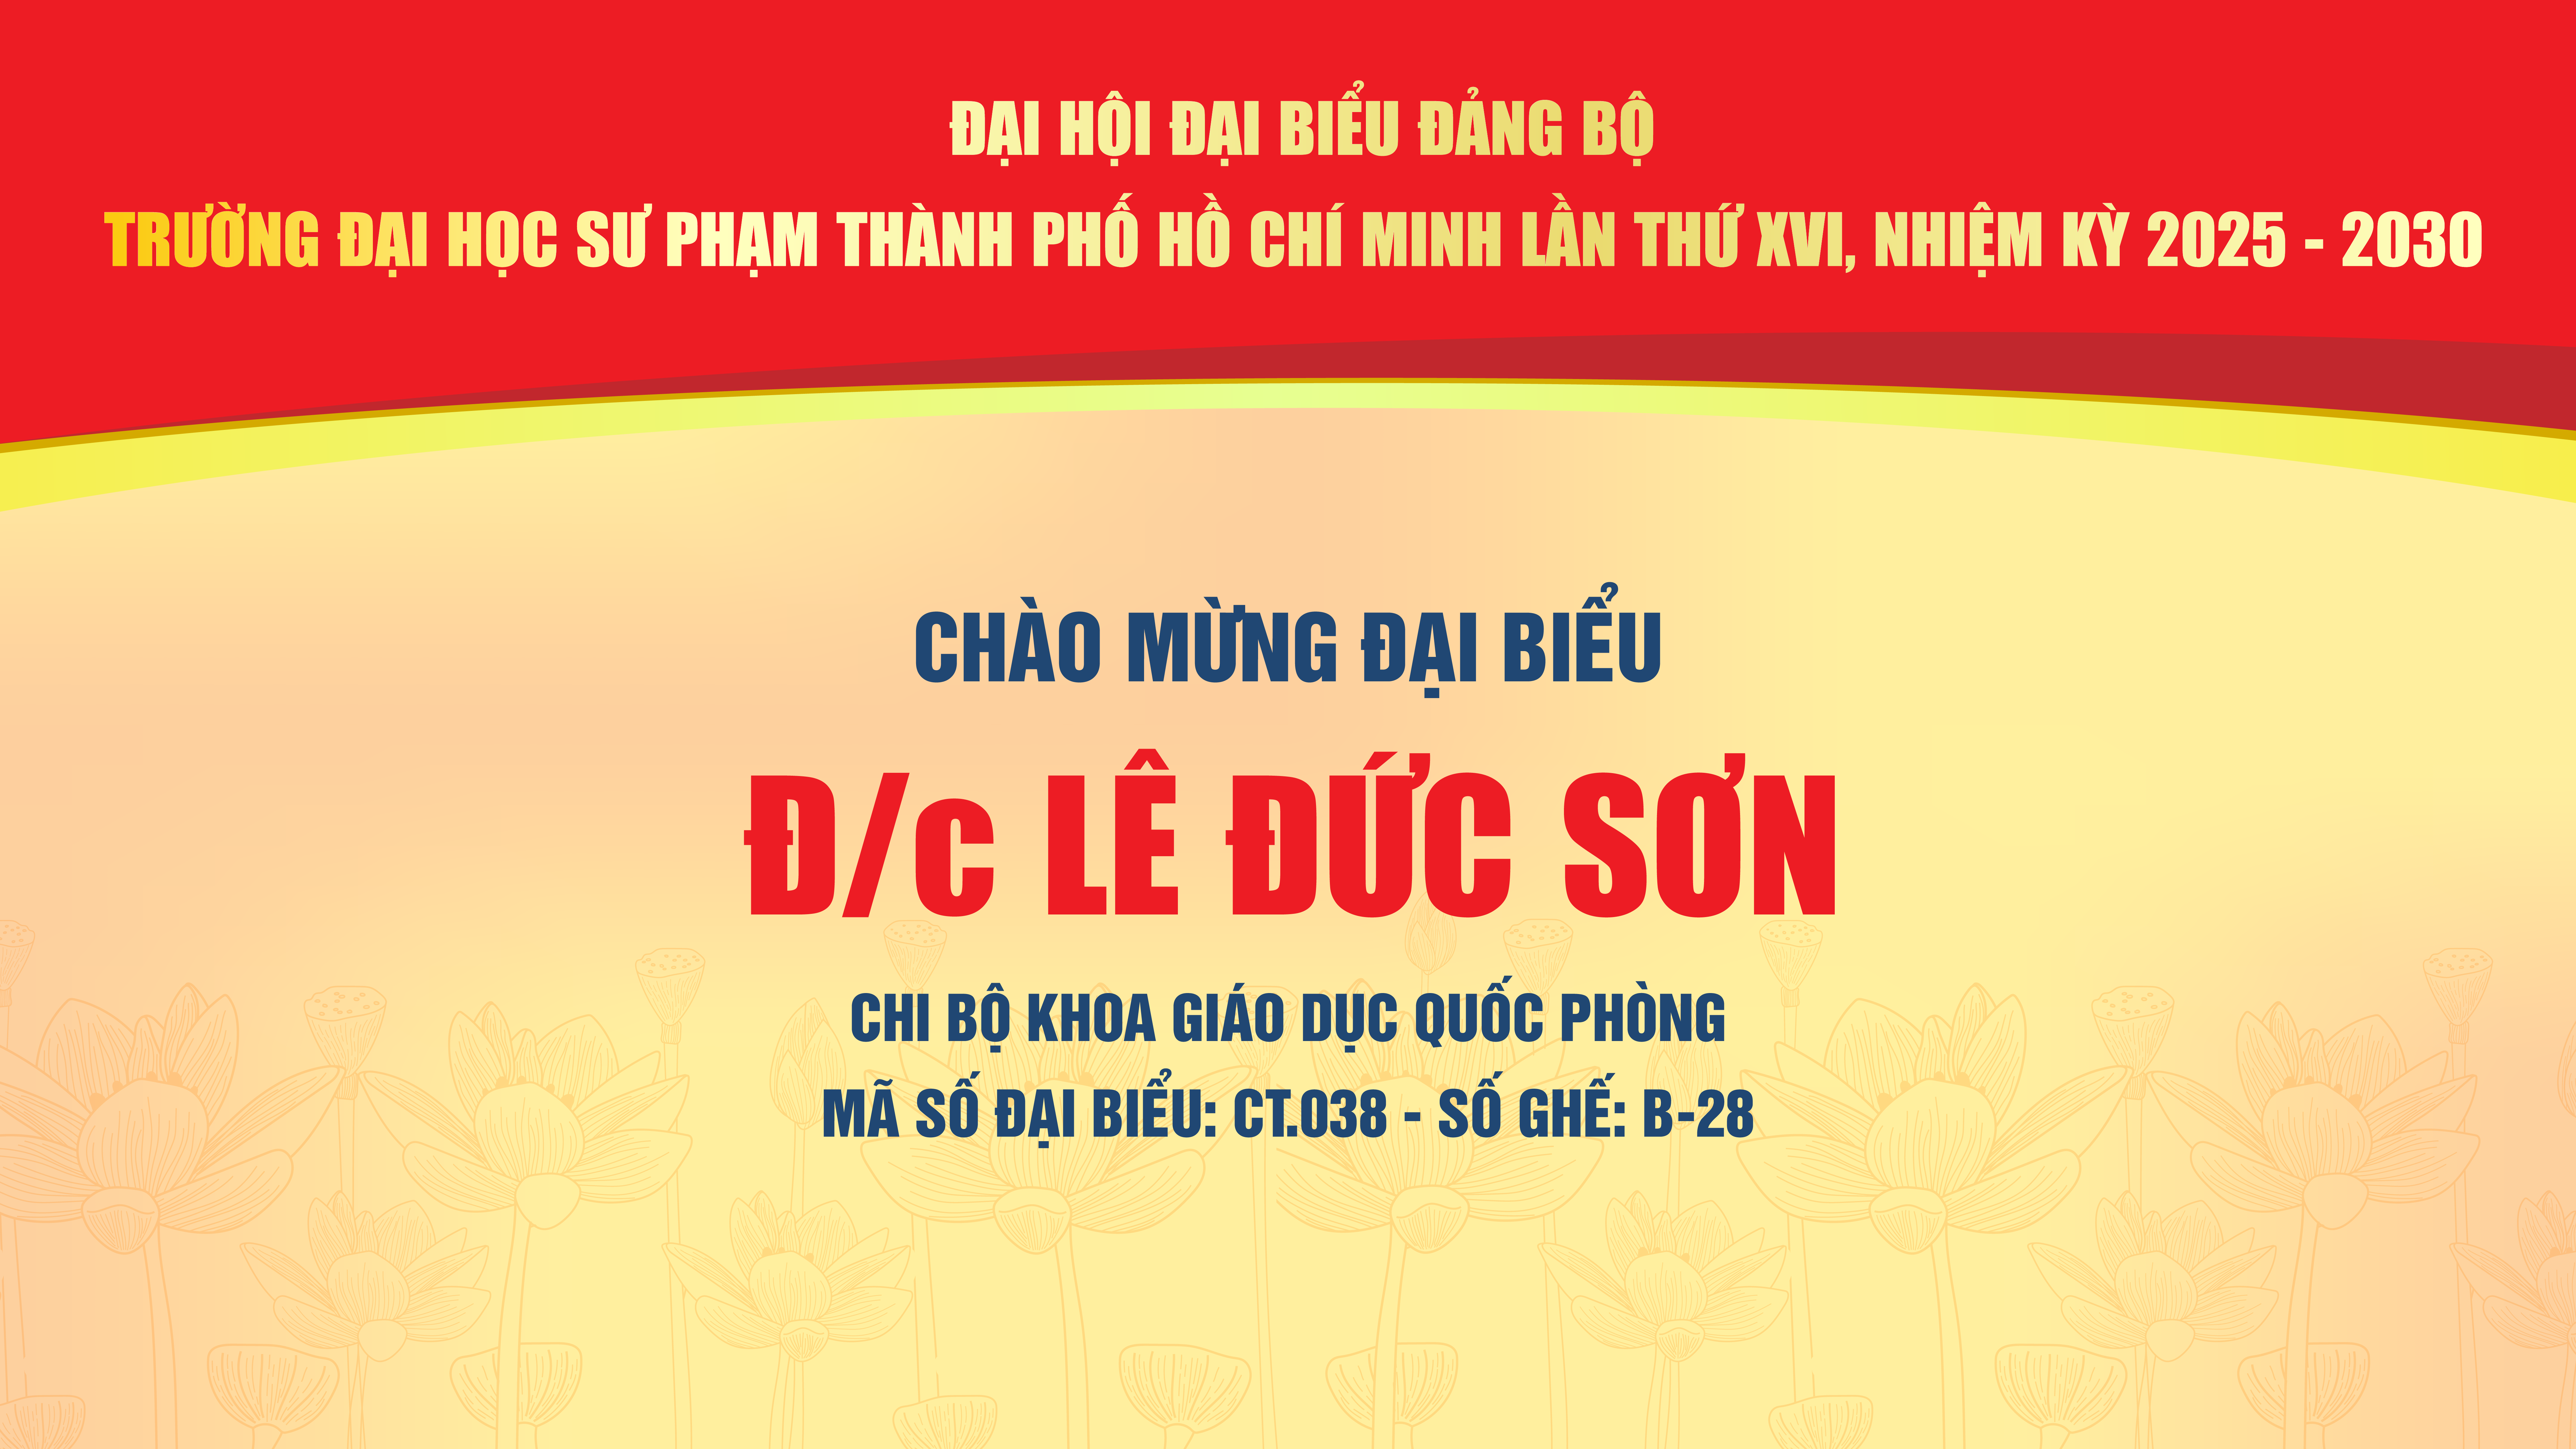 ĐẠI HỘI ĐẠI BIỂU ĐẢNG BỘ
TRƯỜNG ĐẠI HỌC SƯ PHẠM THÀNH PHỐ HỒ CHÍ MINH LẦN THỨ XVI, NHIỆM KỲ 2025 - 2030
CHÀO MỪNG ĐẠI BIỂU
Đ/c LÊ ĐỨC SƠN
CHI BỘ KHOA GIÁO DỤC QUỐC PHÒNG
MÃ SỐ ĐẠI BIỂU: CT.038 - SỐ GHẾ: B-28